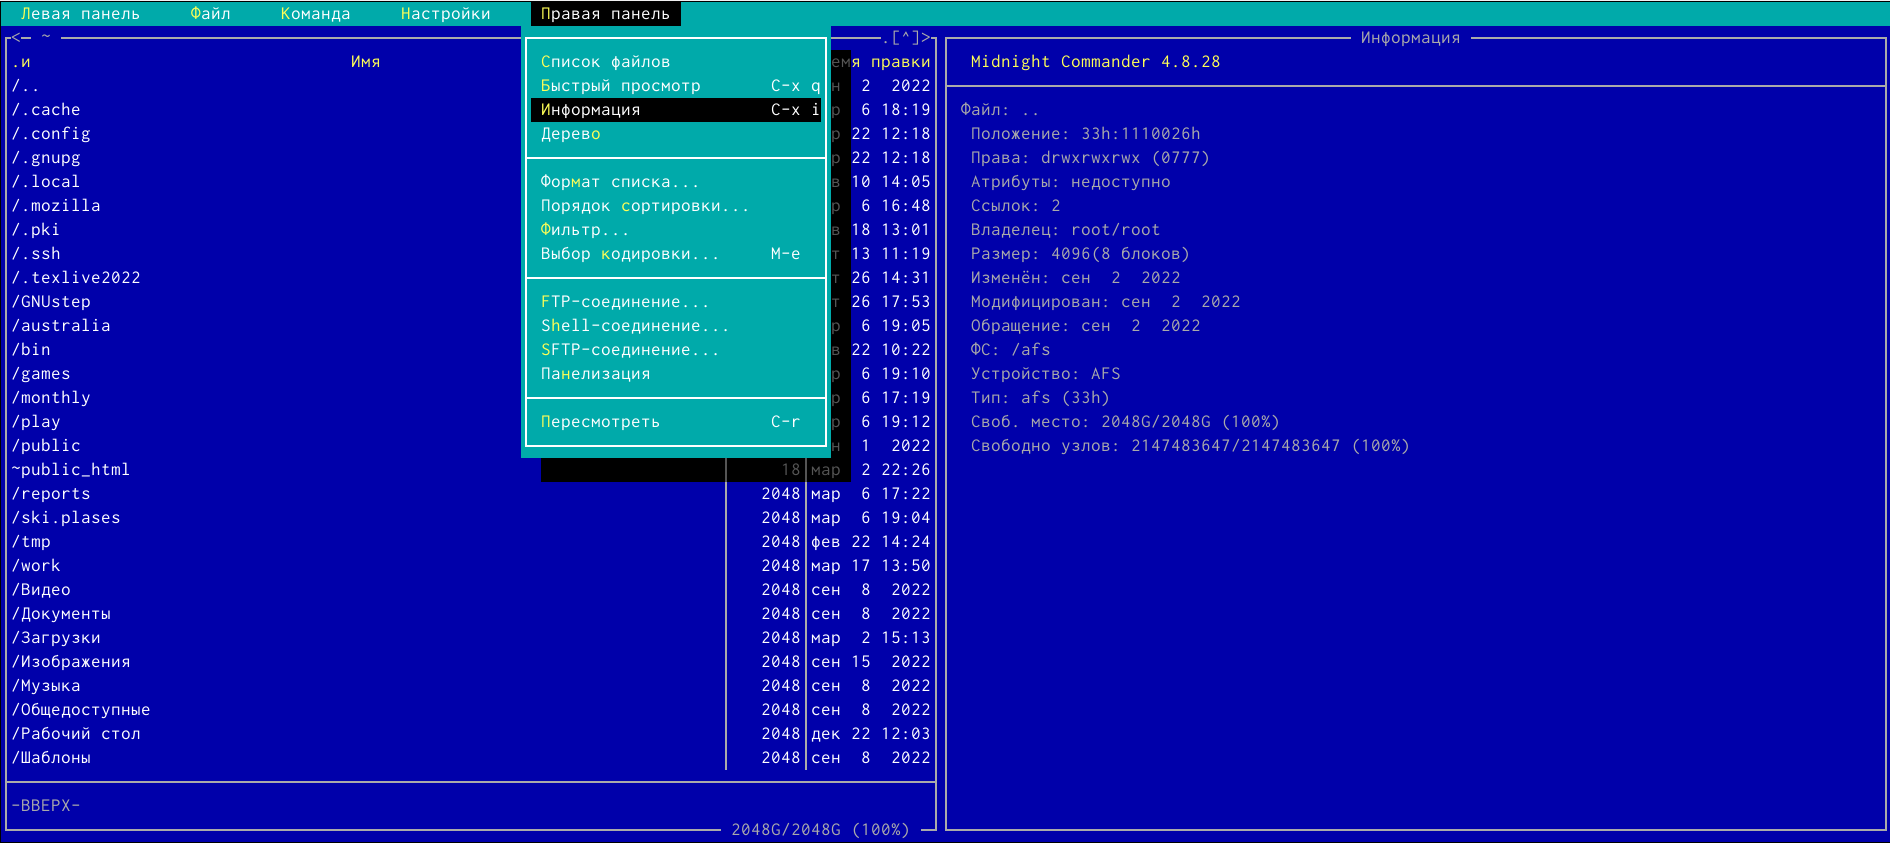 Левая панель Файл Команда Настройки Правая панель
<─ ~ .[^]>
.и Имя емя правки
/.. н 2 2022
/.cache р 6 18:19
/.config р 22 12:18
/.gnupg р 22 12:18
/.local в 10 14:05
/.mozilla р 6 16:48
/.pki в 18 13:01
/.ssh т 13 11:19
/.texlive2022 т 26 14:31
/GNUstep т 26 17:53
/australia р 6 19:05
/bin в 22 10:22
/games р 6 19:10
/monthly р 6 17:19
/play р 6 19:12
/public н 1 2022
~public_html 18 мар 2 22:26
/reports 2048 мар 6 17:22
/ski.plases 2048 мар 6 19:04
/tmp 2048 фев 22 14:24
/work 2048 мар 17 13:50
/Видео 2048 сен 8 2022
/Документы 2048 сен 8 2022
/Загрузки 2048 мар 2 15:13
/Изображения 2048 сен 15 2022
/Музыка 2048 сен 8 2022
/Общедоступные 2048 сен 8 2022
/Рабочий стол 2048 дек 22 12:03
/Шаблоны 2048 сен 8 2022
-ВВЕРХ-
2048G/2048G (100%)
Список файлов
Быстрый просмотр C-x q
Информация C-x i
Дерево
Формат списка...
Порядок сортировки...
Фильтр...
Выбор кодировки... M-e
FTP-соединение...
Shell-соединение...
SFTP-соединение...
Панелизация
Пересмотреть C-r
Информация
Midnight Commander 4.8.28
Файл: ..
Положение: 33h:1110026h
Права: drwxrwxrwx (0777)
Атрибуты: недоступно
Ссылок: 2
Владелец: root/root
Размер: 4096(8 блоков)
Изменён: сен 2 2022
Модифицирован: сен 2 2022
Обращение: сен 2 2022
ФС: /afs
Устройство: AFS
Тип: afs (33h)
Своб. место: 2048G/2048G (100%)
Свободно узлов: 2147483647/2147483647 (100%)